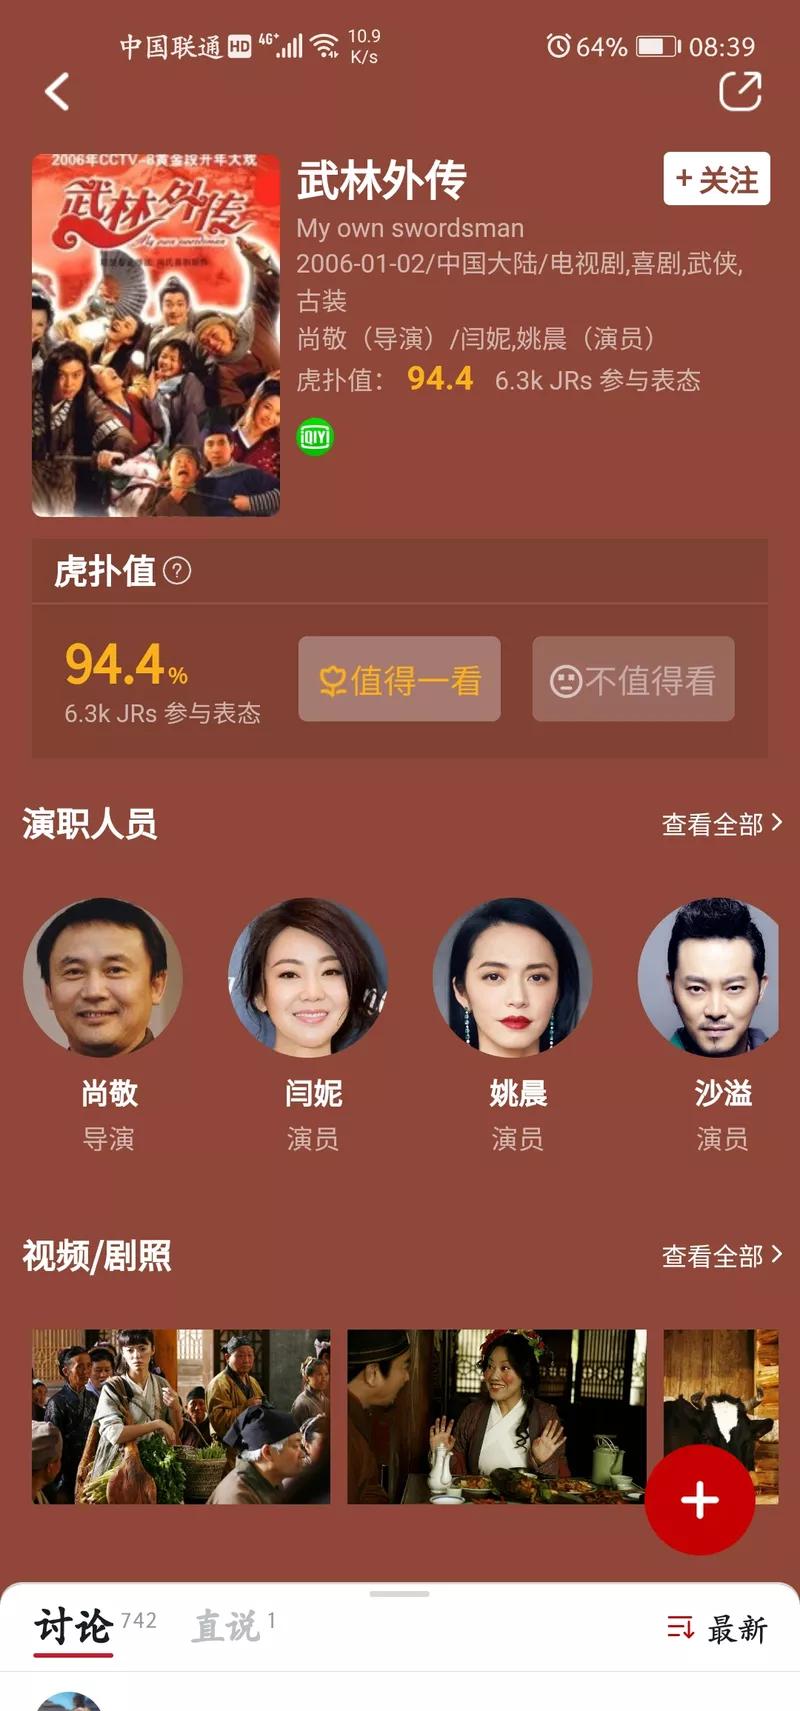 中国联通 HD 4G+ 10.9 K/s 64% 08:39
2006年CCTV-8黄金段开年大戏
武林外传
My own swordsman
武林外传
+关注
My own swordsman
2006-01-02/中国大陆/电视剧,喜剧,武侠,
古装
尚敬（导演）/闫妮,姚晨（演员）
虎扑值： 94.4 6.3k JRs 参与表态
iQIYI
虎扑值?
94.4%
6.3k JRs 参与表态
值得一看
不值得看
演职人员
查看全部
尚敬 闫妮 姚晨 沙溢
导演 演员 演员 演员
视频/剧照
查看全部
讨论 742 直说 1 最新